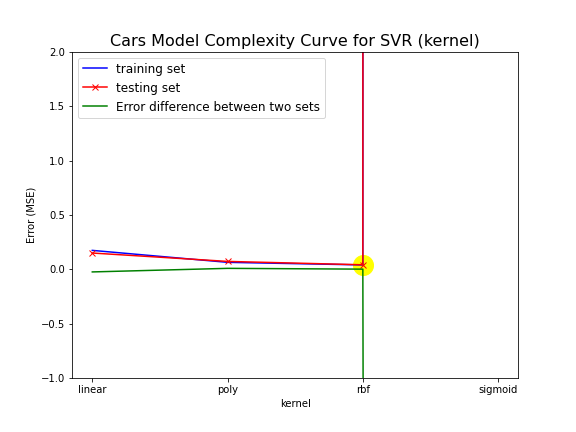 Cars Model Complexity Curve for SVR (kernel)
training set
testing set
Error difference between two sets
2.0
1.5
1.0
0.5
0.0
−0.5
−1.0
Error (MSE)
linear poly rbf sigmoid
kernel